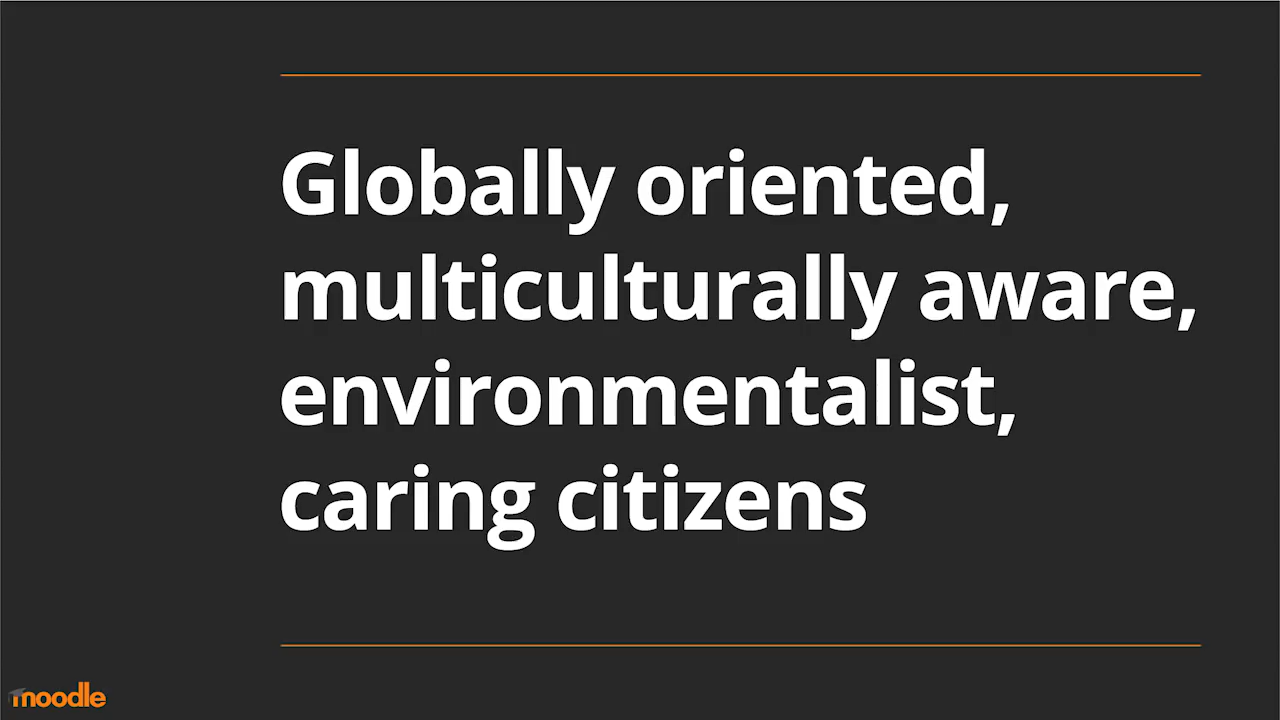 Globally oriented,
multiculturally aware,
environmentalist,
caring citizens
moodle